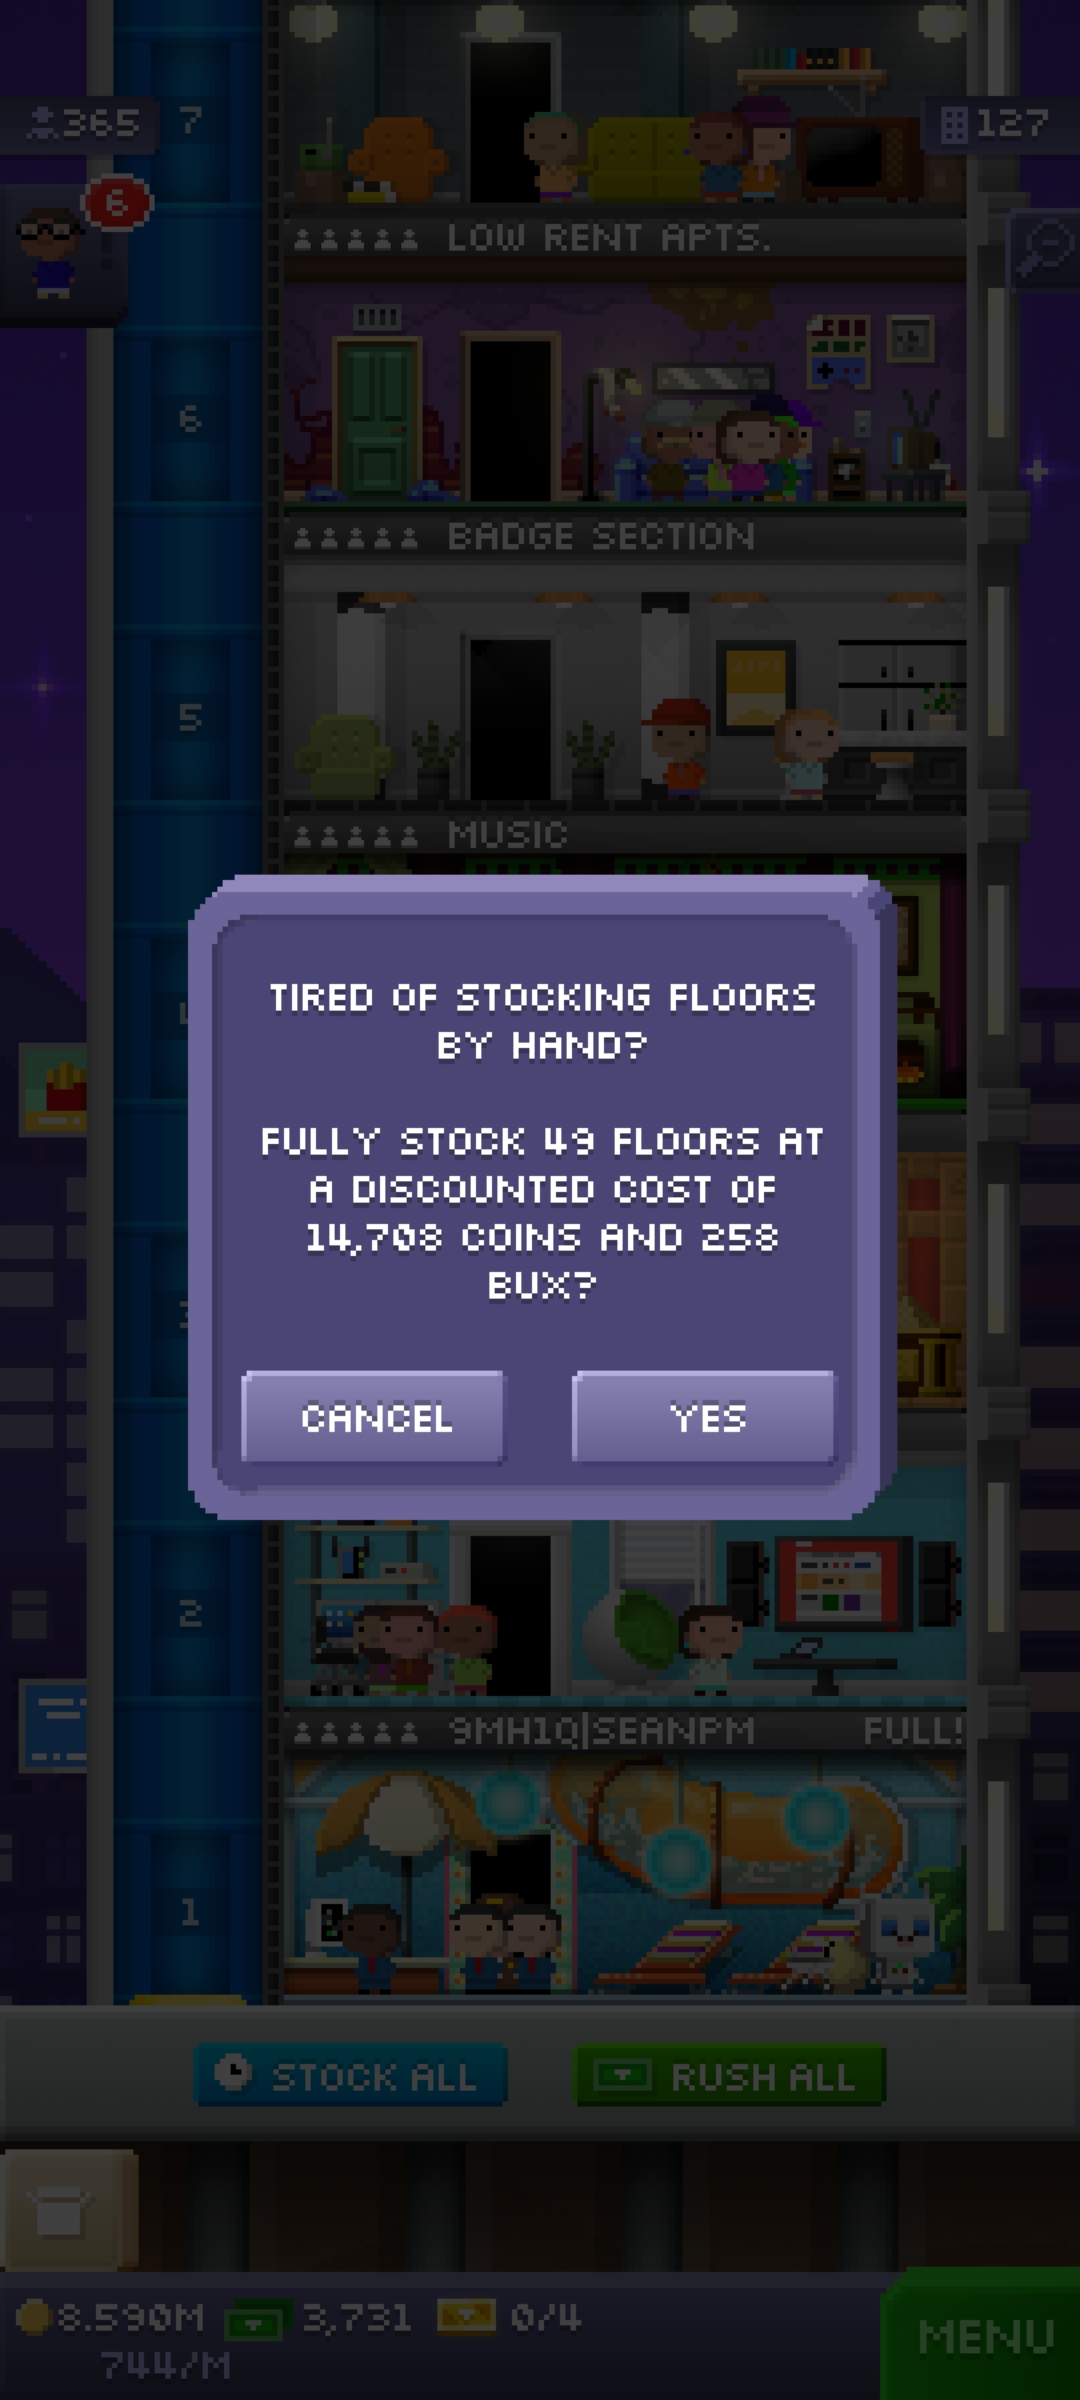 365
7
127
6
LOW RENT APTS.
6
BADGE SECTION
5
MUSIC
TIRED OF STOCKING FLOORS
BY HAND?
FULLY STOCK 49 FLOORS AT
A DISCOUNTED COST OF
14,708 COINS AND 258
BUX?
CANCEL
YES
2
9MH1Q|SEANPM
FULL!
1
STOCK ALL
RUSH ALL
8.590M
3,731
0/4
MENU
744/M